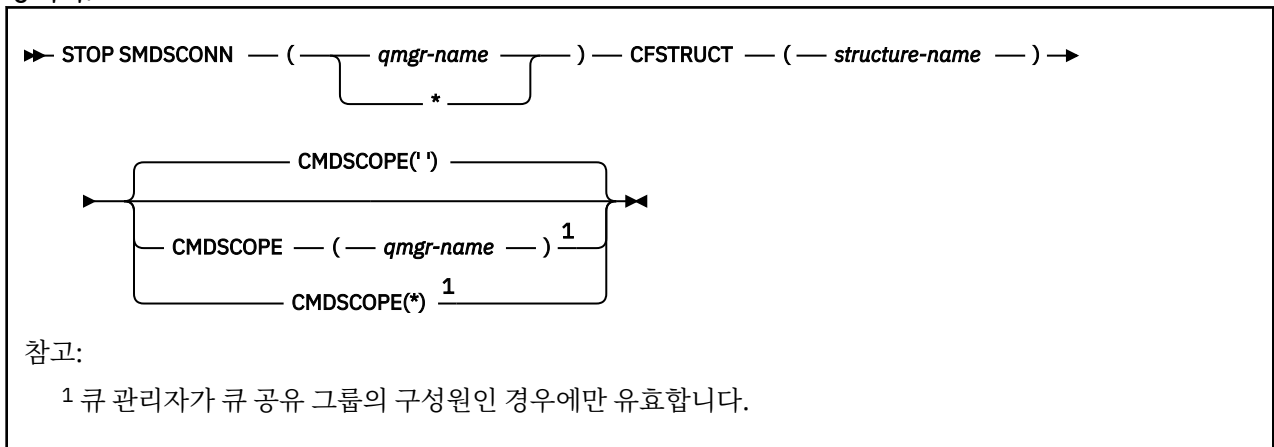 STOP SMDSCONN ( qmgr-name ) CFSTRUCT ( structure-name )
*
CMDSCOPE(' ')
CMDSCOPE ( qmgr-name ) 1
CMDSCOPE(*) 1
참고:
1 큐 관리자가 큐 공유 그룹의 구성원인 경우에만 유효합니다.